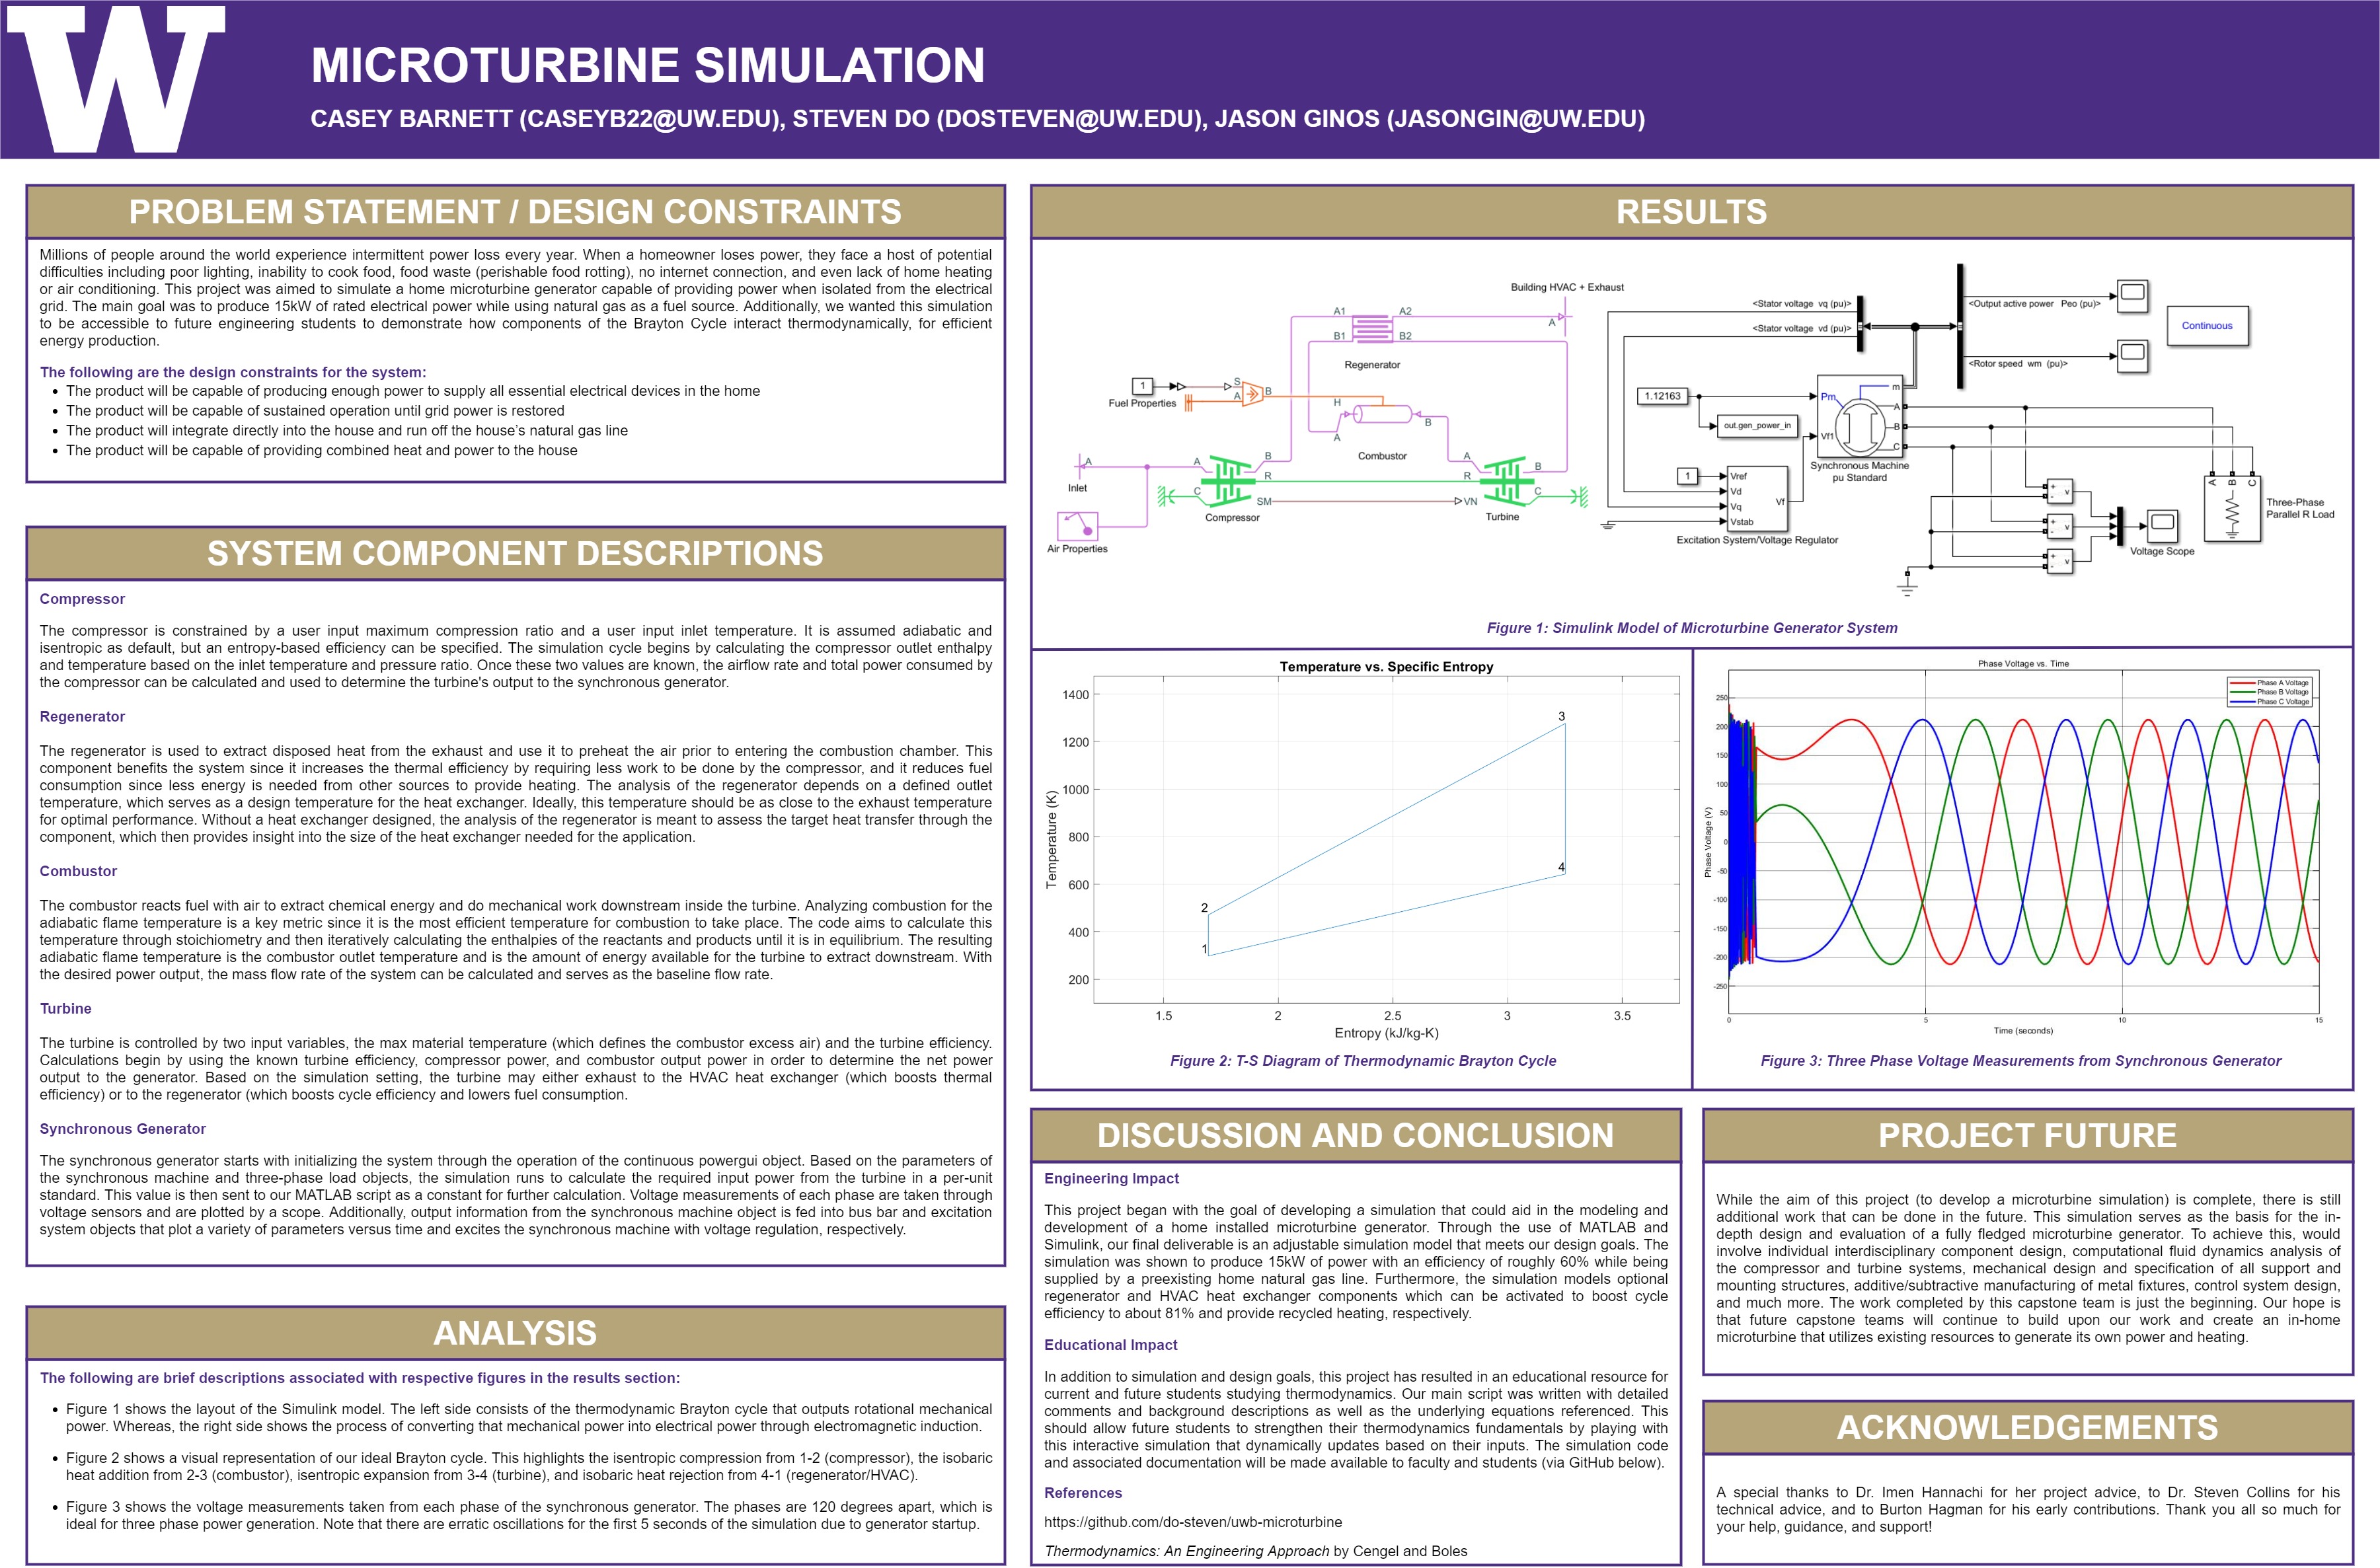 W
MICROTURBINE SIMULATION
CASEY BARNETT (CASEYB22@UW.EDU), STEVEN DO (DOSTEVEN@UW.EDU), JASON GINOS (JASONGIN@UW.EDU)
PROBLEM STATEMENT / DESIGN CONSTRAINTS
Millions of people around the world experience intermittent power loss every year. When a homeowner loses power, they face a host of potential
difficulties including poor lighting, inability to cook food, food waste (perishable food rotting), no internet connection, and even lack of home heating
or air conditioning. This project was aimed to simulate a home microturbine generator capable of providing power when isolated from the electrical
grid. The main goal was to produce 15kW of rated electrical power while using natural gas as a fuel source. Additionally, we wanted this simulation
to be accessible to future engineering students to demonstrate how components of the Brayton Cycle interact thermodynamically, for efficient
energy production.
The following are the design constraints for the system:
• The product will be capable of producing enough power to supply all essential electrical devices in the home
• The product will be capable of sustained operation until grid power is restored
• The product will integrate directly into the house and run off the house's natural gas line
• The product will be capable of providing combined heat and power to the house
SYSTEM COMPONENT DESCRIPTIONS
Compressor
The compressor is constrained by a user input maximum compression ratio and a user input inlet temperature. It is assumed adiabatic and
isentropic as default, but an entropy-based efficiency can be specified. The simulation cycle begins by calculating the compressor outlet enthalpy
and temperature based on the inlet temperature and pressure ratio. Once these two values are known, the airflow rate and total power consumed by
the compressor can be calculated and used to determine the turbine's output to the synchronous generator.
Regenerator
The regenerator is used to extract disposed heat from the exhaust and use it to preheat the air prior to entering the combustion chamber. This
component benefits the system since it increases the thermal efficiency by requiring less work to be done by the compressor, and it reduces fuel
consumption since less energy is needed from other sources to provide heating. The analysis of the regenerator depends on a defined outlet
temperature, which serves as a design temperature for the heat exchanger. Ideally, this temperature should be as close to the exhaust temperature
for optimal performance. Without a heat exchanger designed, the analysis of the regenerator is meant to assess the target heat transfer through the
component, which then provides insight into the size of the heat exchanger needed for the application.
Combustor
The combustor reacts fuel with air to extract chemical energy and do mechanical work downstream inside the turbine. Analyzing combustion for the
adiabatic flame temperature is a key metric since it is the most efficient temperature for combustion to take place. The code aims to calculate this
temperature through stoichiometry and then iteratively calculating the enthalpies of the reactants and products until it is in equilibrium. The resulting
adiabatic flame temperature is the combustor outlet temperature and is the amount of energy available for the turbine to extract downstream. With
the desired power output, the mass flow rate of the system can be calculated and serves as the baseline flow rate.
Turbine
The turbine is controlled by two input variables, the max material temperature (which defines the combustor excess air) and the turbine efficiency.
Calculations begin by using the known turbine efficiency, compressor power, and combustor output power in order to determine the net power
output to the generator. Based on the simulation setting, the turbine may either exhaust to the HVAC heat exchanger (which boosts thermal
efficiency) or to the regenerator (which boosts cycle efficiency and lowers fuel consumption.
Synchronous Generator
The synchronous generator starts with initializing the system through the operation of the continuous powergui object. Based on the parameters of
the synchronous machine and three-phase load objects, the simulation runs to calculate the required input power from the turbine in a per-unit
standard. This value is then sent to our MATLAB script as a constant for further calculation. Voltage measurements of each phase are taken through
voltage sensors and are plotted by a scope. Additionally, output information from the synchronous machine object is fed into bus bar and excitation
system objects that plot a variety of parameters versus time and excites the synchronous machine with voltage regulation, respectively.
ANALYSIS
The following are brief descriptions associated with respective figures in the results section:
• Figure 1 shows the layout of the Simulink model. The left side consists of the thermodynamic Brayton cycle that outputs rotational mechanical
power. Whereas, the right side shows the process of converting that mechanical power into electrical power through electromagnetic induction.
• Figure 2 shows a visual representation of our ideal Brayton cycle. This highlights the isentropic compression from 1-2 (compressor), the isobaric
heat addition from 2-3 (combustor), isentropic expansion from 3-4 (turbine), and isobaric heat rejection from 4-1 (regenerator/HVAC).
• Figure 3 shows the voltage measurements taken from each phase of the synchronous generator. The phases are 120 degrees apart, which is
ideal for three phase power generation. Note that there are erratic oscillations for the first 5 seconds of the simulation due to generator startup.
RESULTS
Building HVAC + Exhaust
A1 A2
A
B1 B2
Regenerator
1
S
A
B
Fuel Properties
H
A
B
Combustor
A
Inlet
A
B
R
C
SM
Compressor
A
R
VN
B
C
Turbine
Air Properties
<Stator voltage vq (pu)>
<Stator voltage vd (pu)>
<Output active power Peo (pu)>
<Rotor speed wm (pu)>
Continuous
1.12163
out.gen_power_in
Pm
Vf1
m
A
B
C
Synchronous Machine
pu Standard
1
Vref
Vd
Vq
Vstab
Vf
Excitation System/Voltage Regulator
+
-
v
+
-
v
+
-
v
Voltage Scope
A B C
Three-Phase
Parallel R Load
Figure 1: Simulink Model of Microturbine Generator System
Temperature vs. Specific Entropy
Temperature (K)
1400
1200
1000
800
600
400
200
1
2
3
4
1.5 2 2.5 3 3.5
Entropy (kJ/kg-K)
Figure 2: T-S Diagram of Thermodynamic Brayton Cycle
Phase Voltage vs. Time
Phase A Voltage
Phase B Voltage
Phase C Voltage
Phase Voltage (V)
250
200
150
100
50
0
-50
-100
-150
-200
-250
0 5 10 15
Time (seconds)
Figure 3: Three Phase Voltage Measurements from Synchronous Generator
DISCUSSION AND CONCLUSION
Engineering Impact
This project began with the goal of developing a simulation that could aid in the modeling and
development of a home installed microturbine generator. Through the use of MATLAB and
Simulink, our final deliverable is an adjustable simulation model that meets our design goals. The
simulation was shown to produce 15kW of power with an efficiency of roughly 60% while being
supplied by a preexisting home natural gas line. Furthermore, the simulation models optional
regenerator and HVAC heat exchanger components which can be activated to boost cycle
efficiency to about 81% and provide recycled heating, respectively.
Educational Impact
In addition to simulation and design goals, this project has resulted in an educational resource for
current and future students studying thermodynamics. Our main script was written with detailed
comments and background descriptions as well as the underlying equations referenced. This
should allow future students to strengthen their thermodynamics fundamentals by playing with
this interactive simulation that dynamically updates based on their inputs. The simulation code
and associated documentation will be made available to faculty and students (via GitHub below).
References
https://github.com/do-steven/uwb-microturbine
Thermodynamics: An Engineering Approach by Cengel and Boles
PROJECT FUTURE
While the aim of this project (to develop a microturbine simulation) is complete, there is still
additional work that can be done in the future. This simulation serves as the basis for the in-
depth design and evaluation of a fully fledged microturbine generator. To achieve this, would
involve individual interdisciplinary component design, computational fluid dynamics analysis of
the compressor and turbine systems, mechanical design and specification of all support and
mounting structures, additive/subtractive manufacturing of metal fixtures, control system design,
and much more. The work completed by this capstone team is just the beginning. Our hope is
that future capstone teams will continue to build upon our work and create an in-home
microturbine that utilizes existing resources to generate its own power and heating.
ACKNOWLEDGEMENTS
A special thanks to Dr. Imen Hannachi for her project advice, to Dr. Steven Collins for his
technical advice, and to Burton Hagman for his early contributions. Thank you all so much for
your help, guidance, and support!